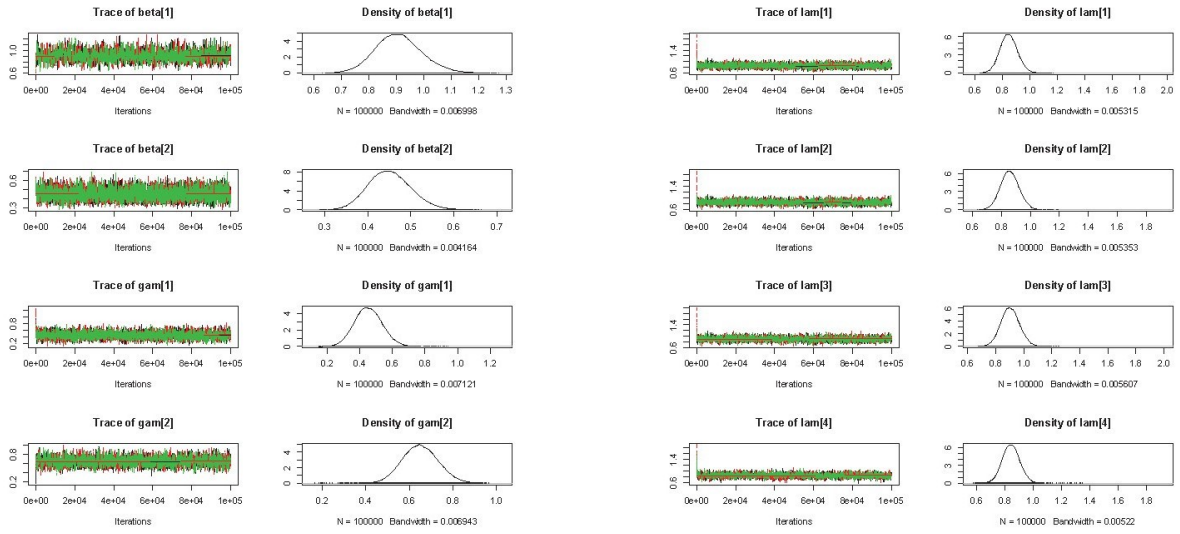 Trace of beta[1]
Density of beta[1]
Trace of lam[1]
Density of lam[1]
0.6 1.0
0e+00 2e+04 4e+04 6e+04 8e+04 1e+05
Iterations
0 2 4
0.6 0.7 0.8 0.9 1.0 1.1 1.2 1.3
N = 100000 Bandwidth = 0.006998
0.6 1.4
0e+00 2e+04 4e+04 6e+04 8e+04 1e+05
Iterations
0 3 6
0.6 0.8 1.0 1.2 1.4 1.6 1.8 2.0
N = 100000 Bandwidth = 0.005315
Trace of beta[2]
Density of beta[2]
Trace of lam[2]
Density of lam[2]
0.3 0.6
0e+00 2e+04 4e+04 6e+04 8e+04 1e+05
Iterations
0 4 8
0.3 0.4 0.5 0.6 0.7
N = 100000 Bandwidth = 0.004164
0.6 1.4
0e+00 2e+04 4e+04 6e+04 8e+04 1e+05
Iterations
0 3 6
0.6 0.8 1.0 1.2 1.4 1.6 1.8
N = 100000 Bandwidth = 0.005353
Trace of gam[1]
Density of gam[1]
Trace of lam[3]
Density of lam[3]
0.2 0.8
0e+00 2e+04 4e+04 6e+04 8e+04 1e+05
Iterations
0 2 4
0.2 0.4 0.6 0.8 1.0 1.2
N = 100000 Bandwidth = 0.007121
0.6 1.4
0e+00 2e+04 4e+04 6e+04 8e+04 1e+05
Iterations
0 2 4 6
0.6 0.8 1.0 1.2 1.4 1.6 1.8 2.0
N = 100000 Bandwidth = 0.005607
Trace of gam[2]
Density of gam[2]
Trace of lam[4]
Density of lam[4]
0.2 0.8
0e+00 2e+04 4e+04 6e+04 8e+04 1e+05
Iterations
0 2 4
0.2 0.4 0.6 0.8 1.0
N = 100000 Bandwidth = 0.006943
0.6 1.4
0e+00 2e+04 4e+04 6e+04 8e+04 1e+05
Iterations
0 3 6
0.6 0.8 1.0 1.2 1.4 1.6 1.8
N = 100000 Bandwidth = 0.00522